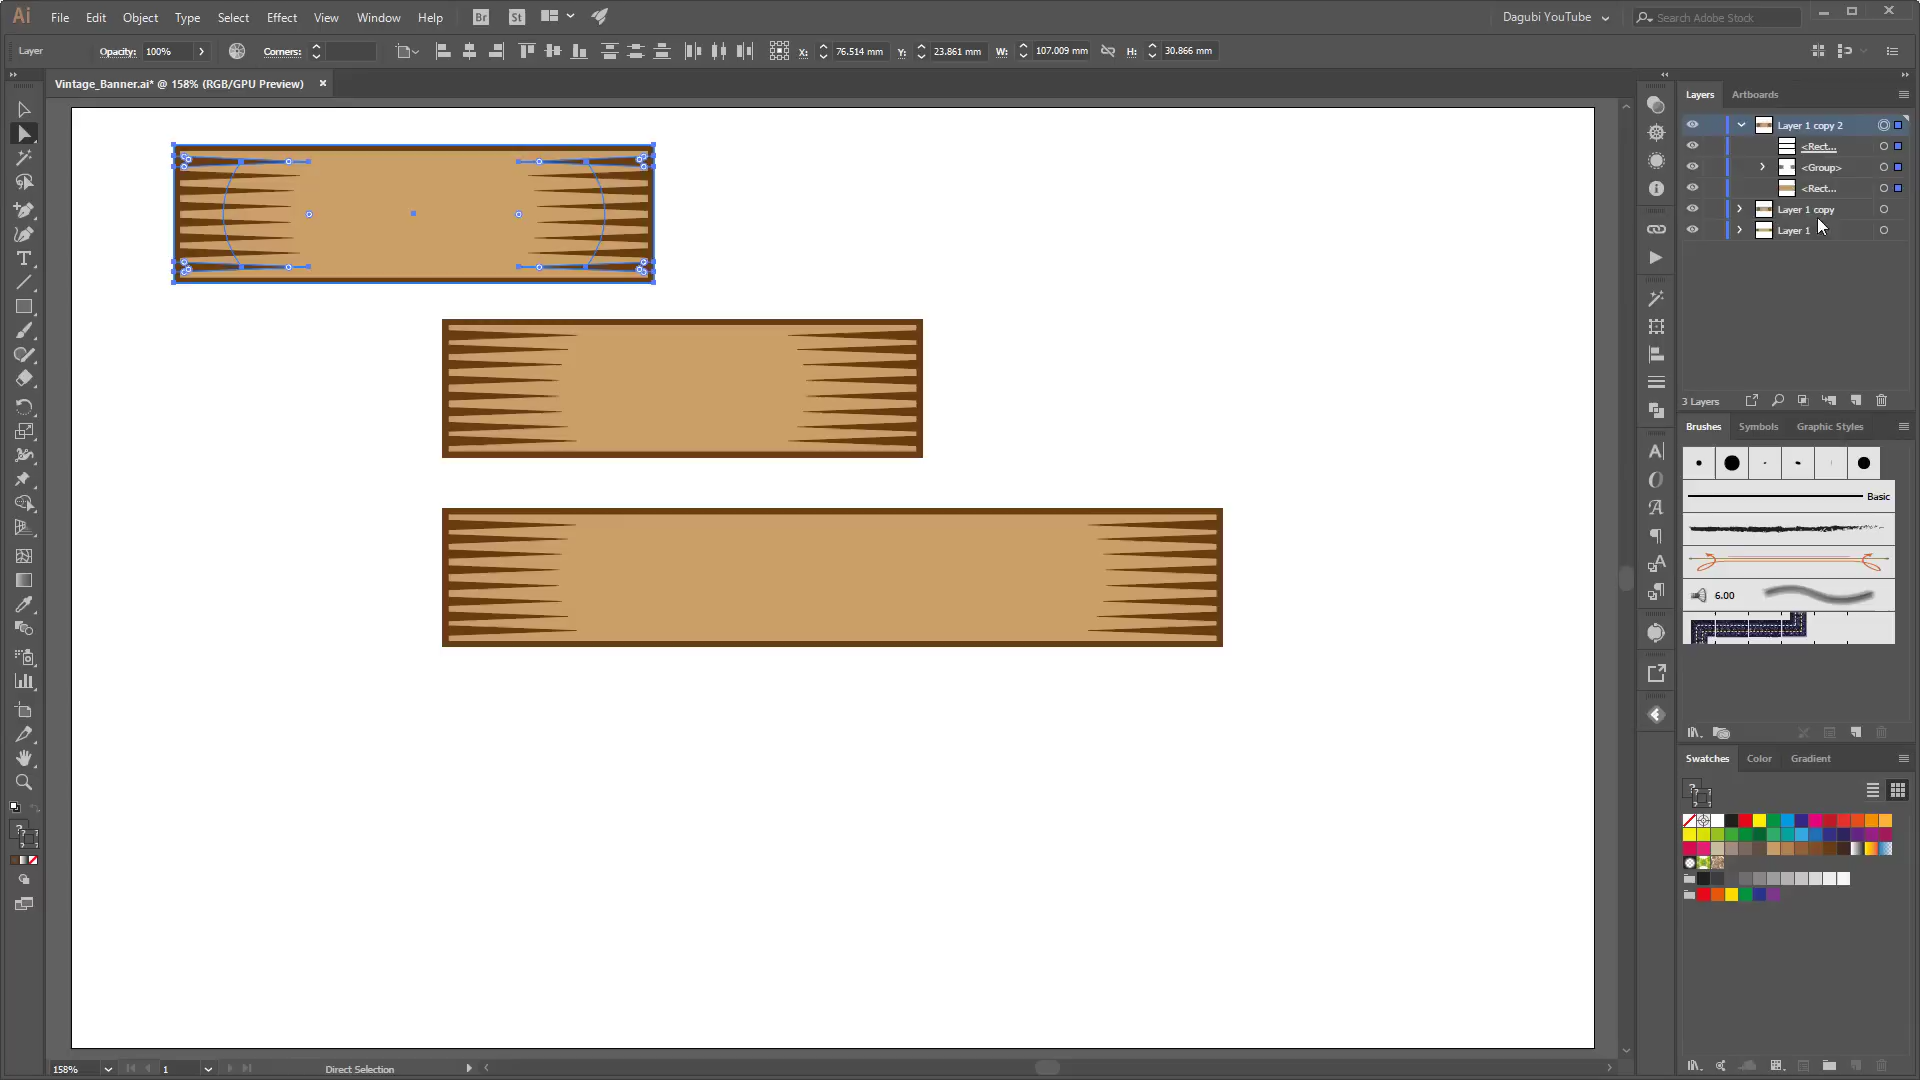 Ai File Edit Object Type Select Effect View Window Help Br St Dagubi YouTube Search Adobe Stock
Layer Opacity: 100% Corners: X: 76.514 mm Y: 23.861 mm W: 107.009 mm H: 30.866 mm
Vintage_Banner.ai* @ 158% (RGB/GPU Preview)
Layers Artboards
Layer 1 copy 2
<Rect...
<Group>
<Rect...
Layer 1 copy
Layer 1
3 Layers
Brushes Symbols Graphic Styles
Basic
6.00
Swatches Color Gradient
158% 1 Direct Selection